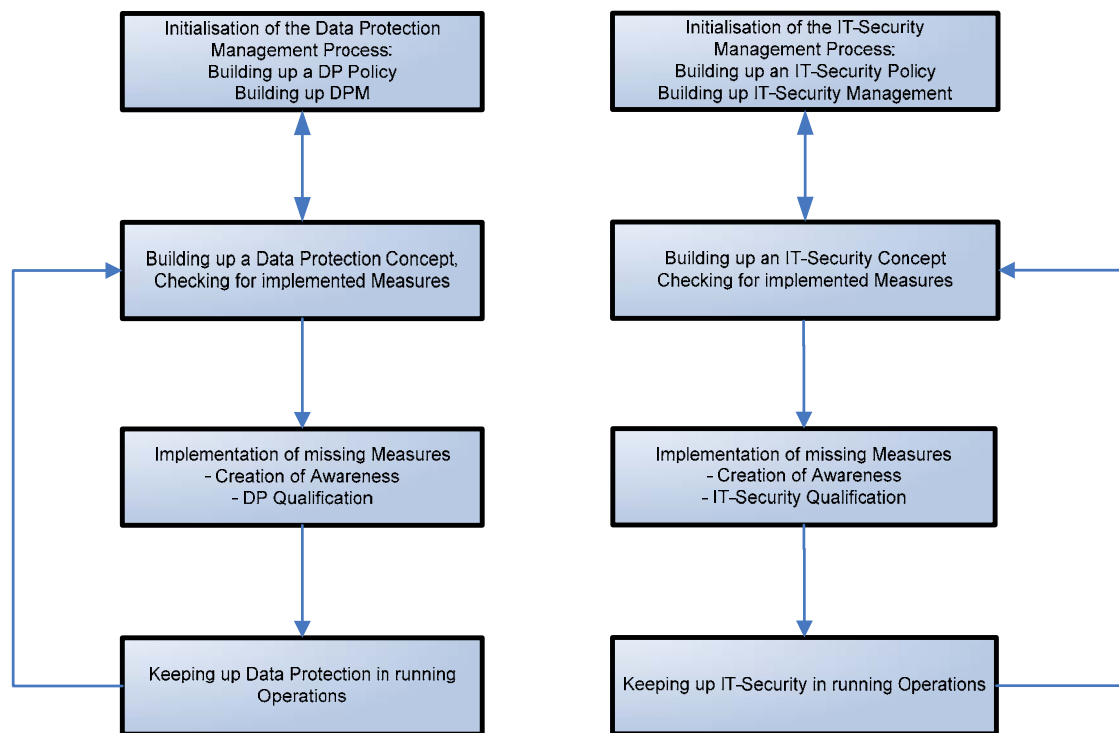 Initialisation of the Data Protection
Management Process:
Building up a DP Policy
Building up DPM
Initialisation of the IT-Security
Management Process:
Building up an IT-Security Policy
Building up IT-Security Management
Building up a Data Protection Concept,
Checking for implemented Measures
Building up an IT-Security Concept
Checking for implemented Measures
Implementation of missing Measures
- Creation of Awareness
- DP Qualification
Implementation of missing Measures
- Creation of Awareness
- IT-Security Qualification
Keeping up Data Protection in running
Operations
Keeping up IT-Security in running Operations